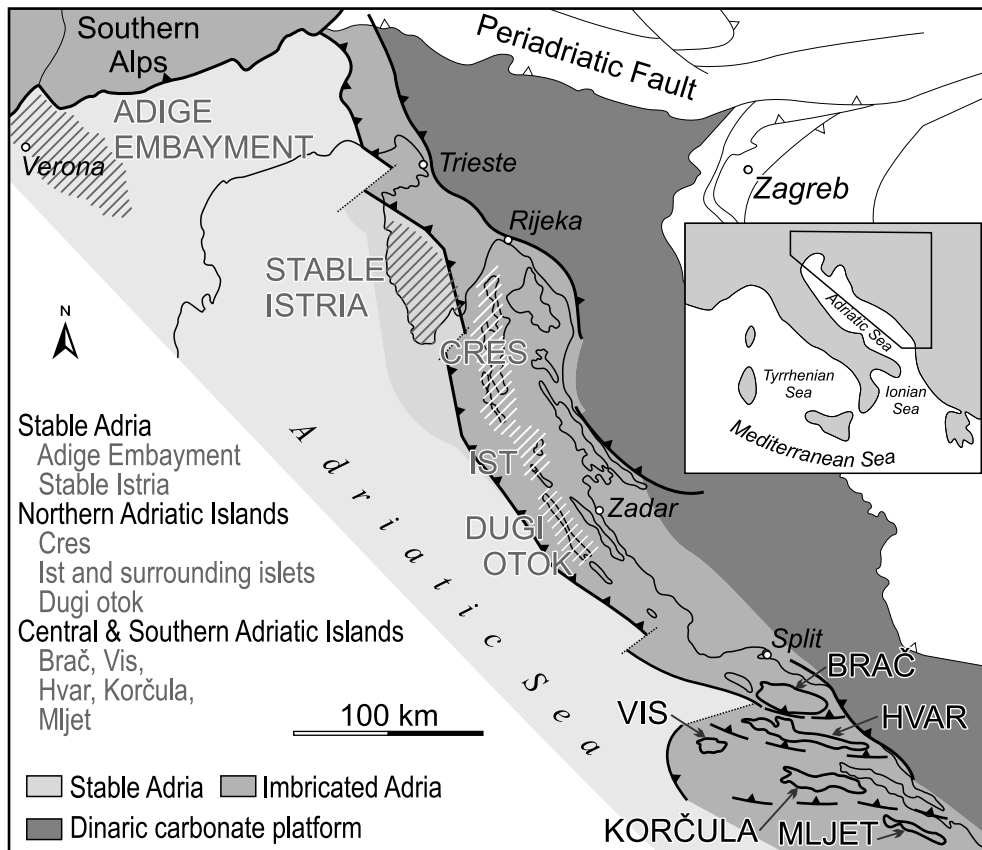 Southern
Alps
Periadriatic Fault
ADIGE
EMBAYMENT
Verona
Trieste
Zagreb
Rijeka
STABLE
ISTRIA
Adriatic Sea
Tyrrhenian
Sea
Ionian
Sea
Mediterranean Sea
N
CRES
IST
Zadar
DUGI
OTOK
Adriatic Sea
Stable Adria
Adige Embayment
Stable Istria
Northern Adriatic Islands
Cres
Ist and surrounding islets
Dugi otok
Central & Southern Adriatic Islands
Brač, Vis,
Hvar, Korčula,
Mljet
100 km
Split
BRAČ
VIS
HVAR
KORČULA
MLJET
Stable Adria
Imbricated Adria
Dinaric carbonate platform